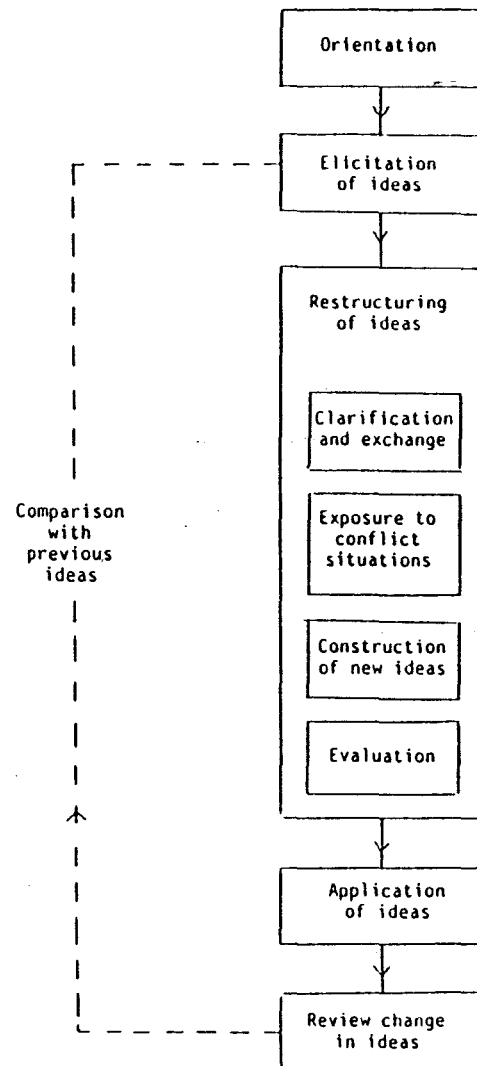 Orientation
Elicitation
of ideas
Restructuring
of ideas
Clarification
and exchange
Exposure to
conflict
situations
Comparison
with
previous
ideas
Construction
of new ideas
Evaluation
Application
of ideas
Review change
in ideas